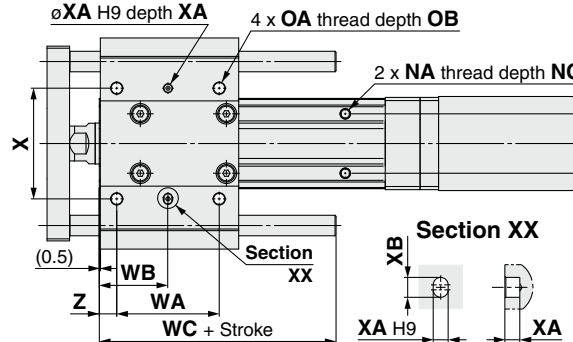 øXA H9 depth XA
4 x OA thread depth OB
2 x NA thread depth NC
X
(0.5)
Z
WB
WA
WC + Stroke
Section
XX
Section XX
XB
XA H9
XA